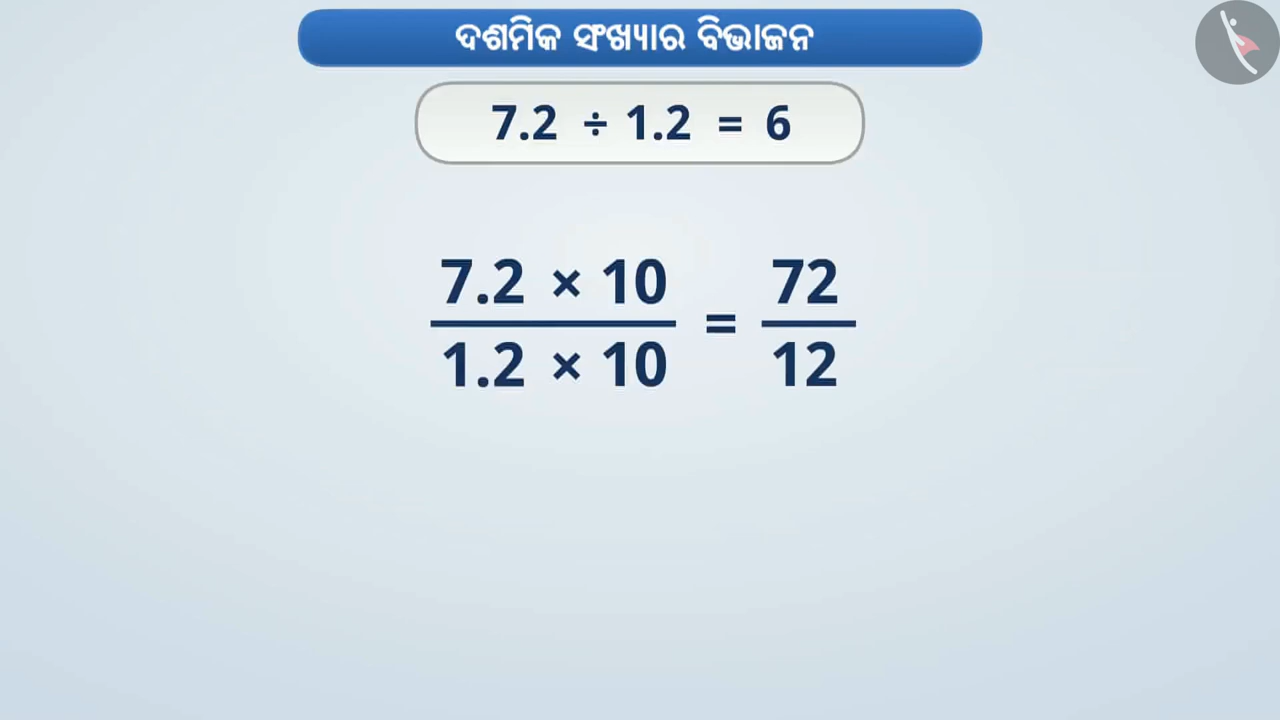 ଦଶମିକ ସଂଖ୍ୟାର ବିଭାଜନ
7.2 ÷ 1.2 = 6
7.2 × 10
1.2 × 10
=
72
12